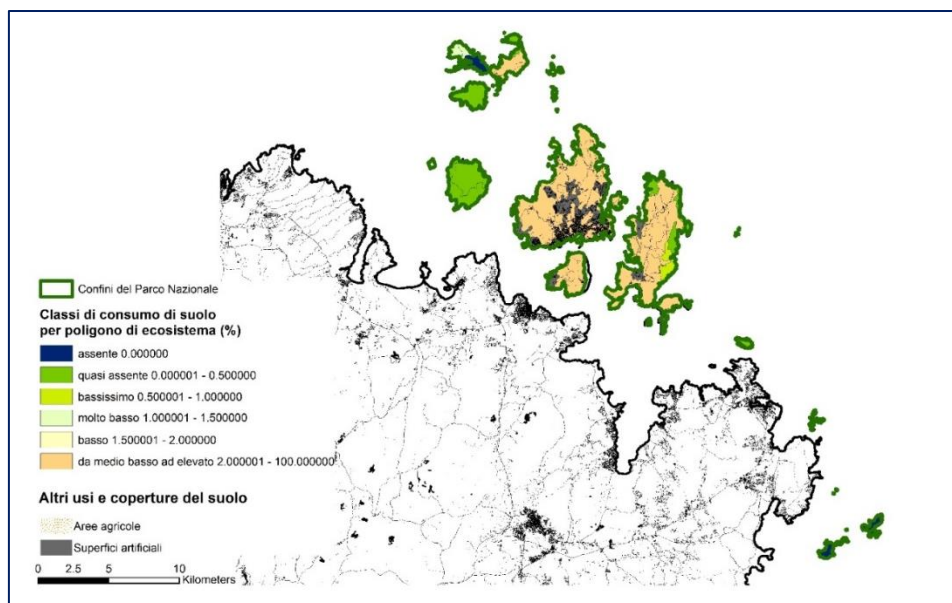 Confini del Parco Nazionale
Classi di consumo di suolo
per poligono di ecosistema (%)
assente 0.000000
quasi assente 0.000001 - 0.500000
bassissimo 0.500001 - 1.000000
molto basso 1.000001 - 1.500000
basso 1.500001 - 2.000000
da medio basso ad elevato 2.000001 - 100.000000
Altri usi e coperture del suolo
Aree agricole
Superfici artificiali
0 2.5 5 10
Kilometers